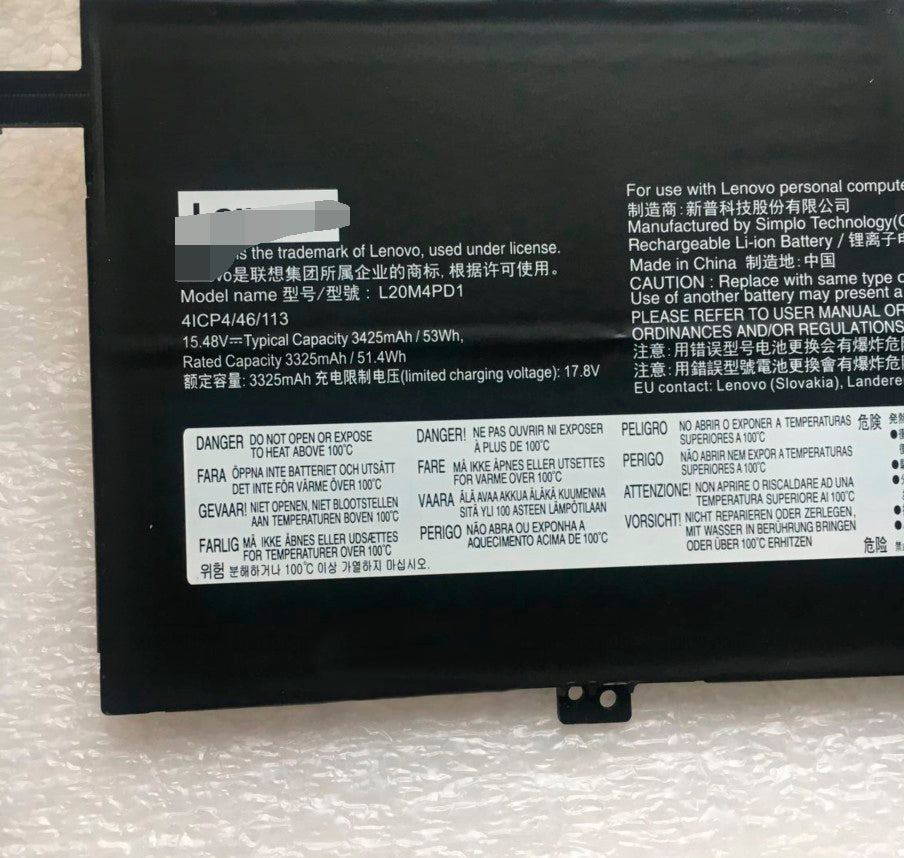 is the trademark of Lenovo, used under license.
vo是联想集团所属企业的商标, 根据许可使用。
Model name 型号/型號: L20M4PD1
4ICP4/46/113
15.48V⎓Typical Capacity 3425mAh / 53Wh,
Rated Capacity 3325mAh / 51.4Wh
额定容量: 3325mAh 充电限制电压(limited charging voltage): 17.8V
For use with Lenovo personal compute
制造商: 新普科技股份有限公司
Manufactured by Simplo Technology(
Rechargeable Li-ion Battery / 锂离子
Made in China 制造地: 中国
CAUTION : Replace with same type o
Use of another battery may present a
PLEASE REFER TO USER MANUAL OR
ORDINANCES AND/OR REGULATIONS
注意: 用错误型号电池更换会有爆炸危
注意: 用錯誤型號電池更換會有爆炸危
EU contact: Lenovo (Slovakia), Landerer
DANGER DO NOT OPEN OR EXPOSE
TO HEAT ABOVE 100°C
FARA ÖPPNA INTE BATTERIET OCH UTSÄTT
DET INTE FÖR VÄRME ÖVER 100°C
GEVAAR! NIET OPENEN, NIET BLOOTSTELLEN
AAN TEMPERATUREN BOVEN 100°C
FARLIG MÅ IKKE ÅBNES ELLER UDSÆTTES
FOR TEMPERATURER OVER 100°C
위험 분해하거나 100°C 이상 가열하지 마십시오.
DANGER! NE PAS OUVRIR NI EXPOSER
À PLUS DE 100°C
FARE MÅ IKKE ÅPNES ELLER UTSETTES
FOR VARME OVER 100°C
VAARA ÄLÄ AVAA AKKUA ÄLÄKÄ KUUMENNA
SITÄ YLI 100 ASTEEN LÄMPÖTILAAN
PERIGO NÃO ABRA OU EXPONHA A
AQUECIMENTO ACIMA DE 100°C
PELIGRO NO ABRIR O EXPONER A TEMPERATURAS
SUPERIORES A 100°C
PERIGO NÃO ABRIR NEM EXPOR A TEMPERATURAS
SUPERIORES A 100°C
ATTENZIONE! NON APRIRE O RISCALDARE AD UNA
TEMPERATURA SUPERIORE AI 100°C
VORSICHT! NICHT REPARIEREN ODER ZERLEGEN,
MIT WASSER IN BERÜHRUNG BRINGEN
ODER ÜBER 100°C ERHITZEN
危険 発熱
危险